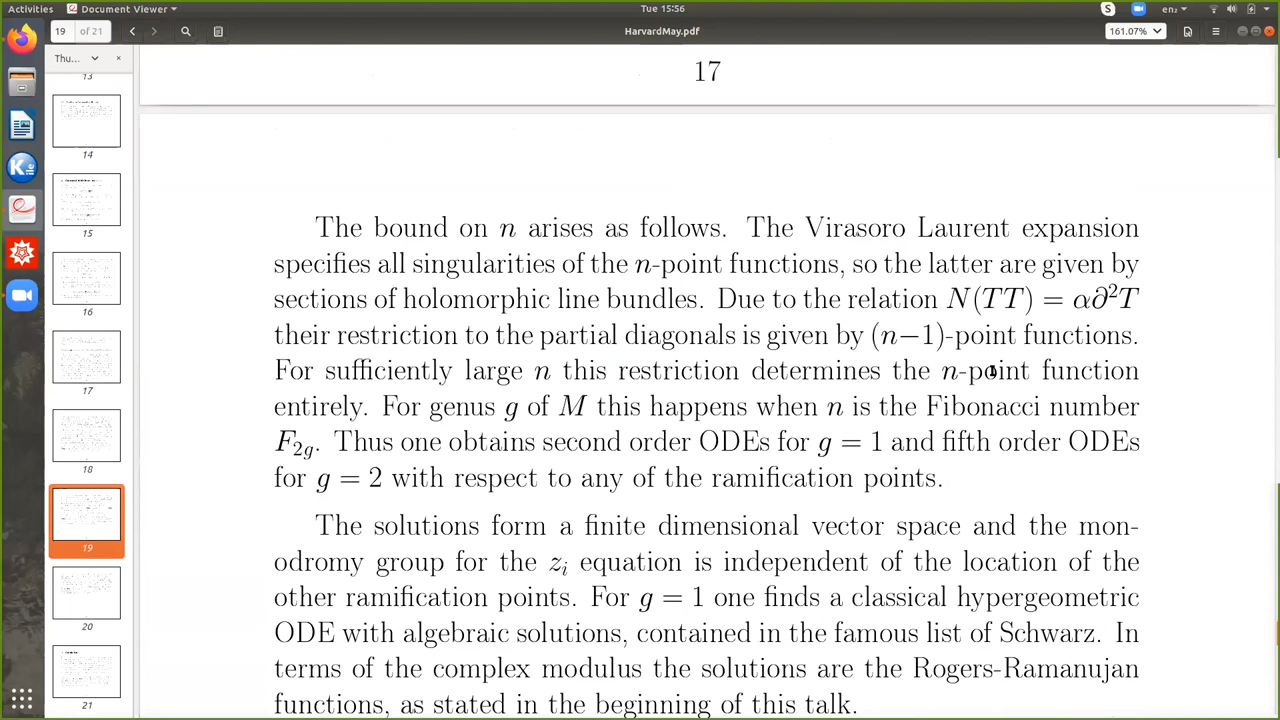 Activities Document Viewer Tue 15:56 en₂
19 of 21 HarvardMay.pdf 161.07%
Thu...
13
14
15
16
17
18
19
20
21
17
The bound on n arises as follows. The Virasoro Laurent expansion
specifies all singularities of the n-point functions, so the latter are given by
sections of holomorphic line bundles. Due to the relation N(TT) = α∂²T
their restriction to the partial diagonals is given by (n−1)-point functions.
For sufficiently large n this restriction determines the n-point function
entirely. For genus g of M this happens when n is the Fibonacci number
F₂g. Thus one obtains second order ODEs for g = 1 and fifth order ODEs
for g = 2 with respect to any of the ramification points.
The solutions form a finite dimensional vector space and the mon-
odromy group for the zᵢ equation is independent of the location of the
other ramification points. For g = 1 one finds a classical hypergeometric
ODE with algebraic solutions, contained in the famous list of Schwarz. In
terms of the complex modulus the solutions are the Rogers-Ramanujan
functions, as stated in the beginning of this talk.